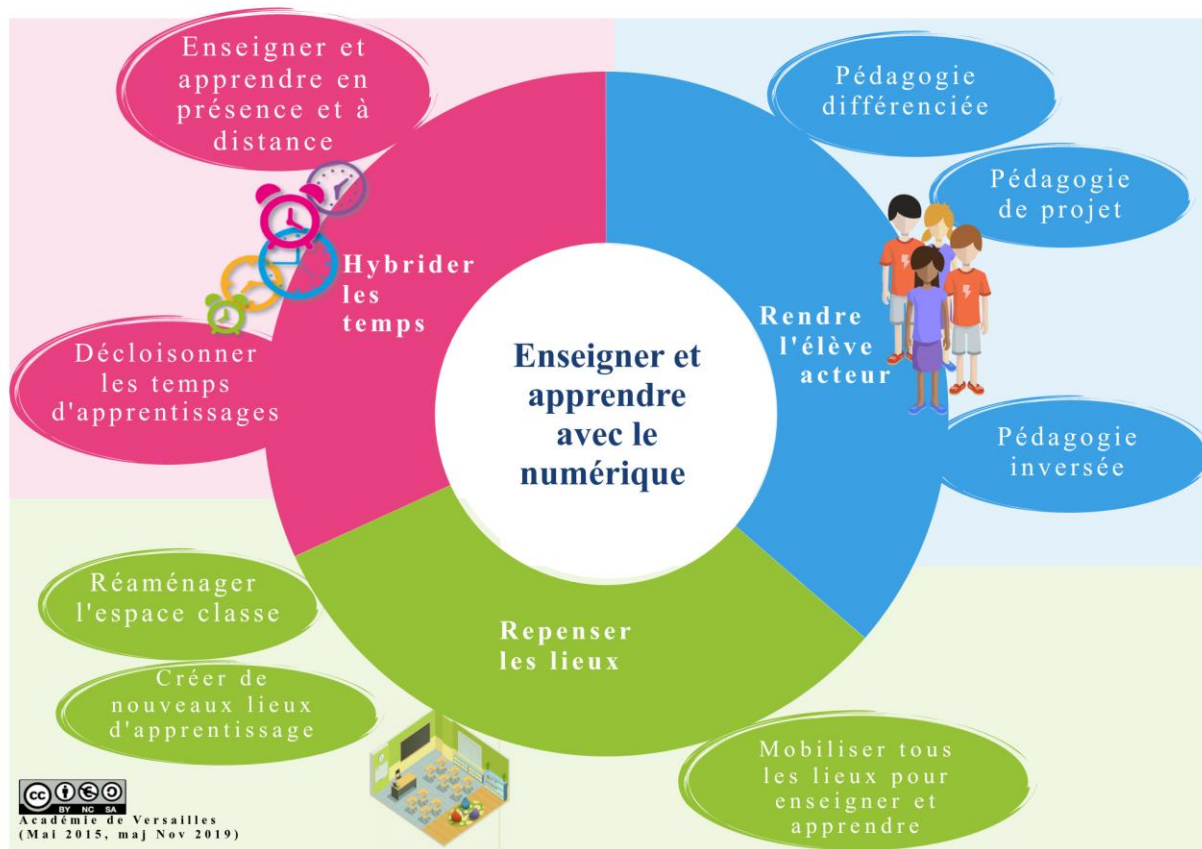 Enseigner et
apprendre en
présence et à
distance
Pédagogie
différenciée
Pédagogie
de projet
Hybrider
les
temps
Rendre
l'élève
acteur
Décloisonner
les temps
d'apprentissages
Enseigner et
apprendre
avec le
numérique
Pédagogie
inversée
Réaménager
l'espace classe
Repenser
les lieux
Créer de
nouveaux lieux
d'apprentissage
Mobiliser tous
les lieux pour
enseigner et
apprendre
cc
BY NC SA
Académie de Versailles
(Mai 2015, maj Nov 2019)